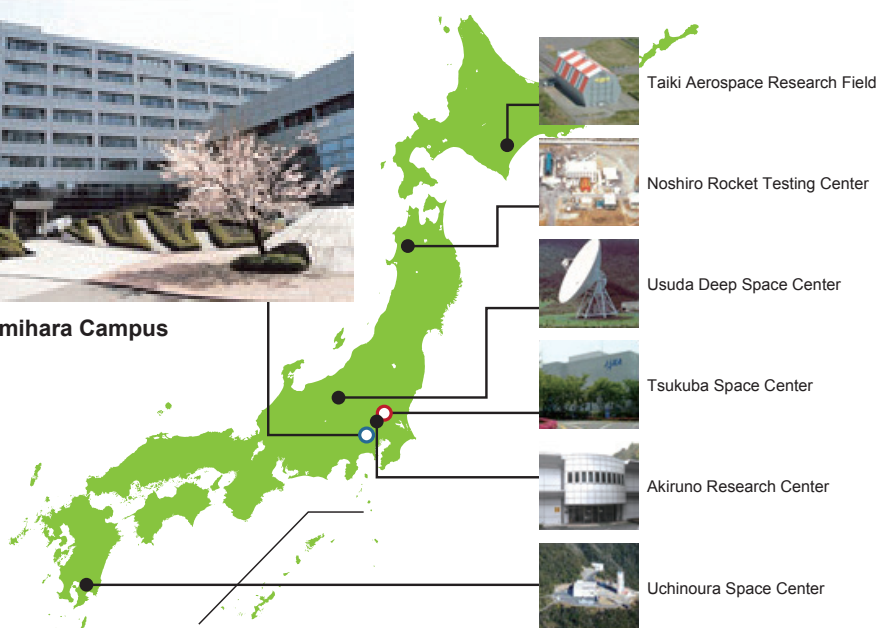 Taiki Aerospace Research Field
Noshiro Rocket Testing Center
Usuda Deep Space Center
mihara Campus
Tsukuba Space Center
Akiruno Research Center
Uchinoura Space Center